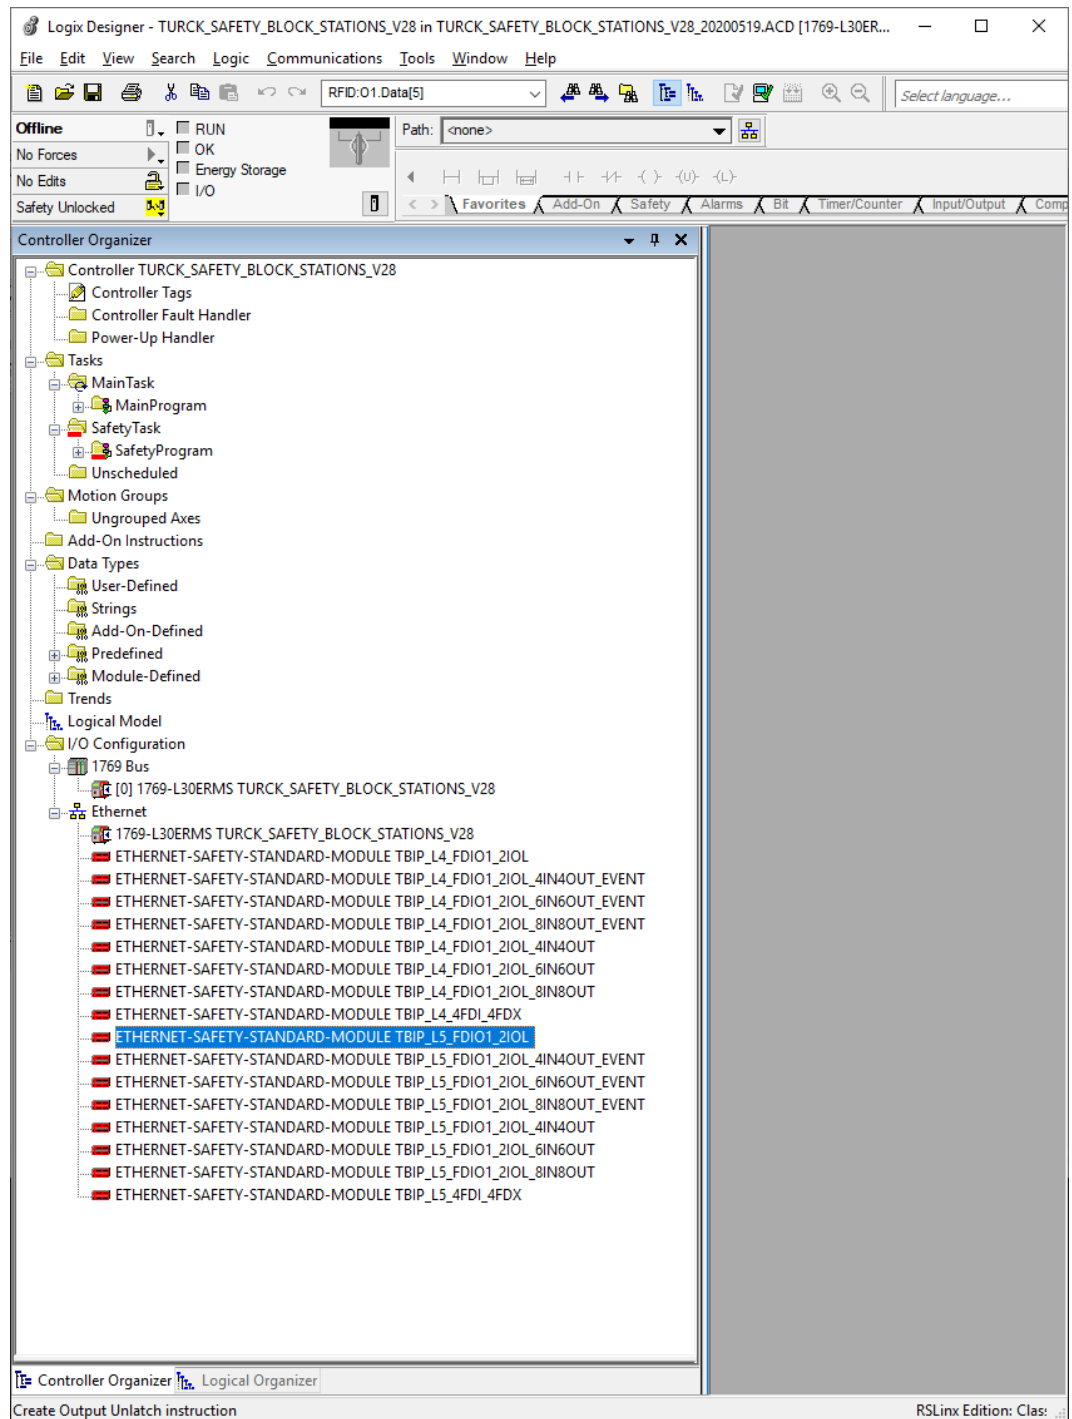 Logix Designer - TURCK_SAFETY_BLOCK_STATIONS_V28 in TURCK_SAFETY_BLOCK_STATIONS_V28_20200519.ACD [1769-L30ER...
File Edit View Search Logic Communications Tools Window Help
RFID:O1.Data[5]
Select language...
Offline
RUN
Path: <none>
No Forces
OK
Energy Storage
No Edits
I/O
Safety Unlocked
Favorites Add-On Safety Alarms Bit Timer/Counter Input/Output Comp
Controller Organizer
Controller TURCK_SAFETY_BLOCK_STATIONS_V28
Controller Tags
Controller Fault Handler
Power-Up Handler
Tasks
MainTask
MainProgram
SafetyTask
SafetyProgram
Unscheduled
Motion Groups
Ungrouped Axes
Add-On Instructions
Data Types
User-Defined
Strings
Add-On-Defined
Predefined
Module-Defined
Trends
Logical Model
I/O Configuration
1769 Bus
[0] 1769-L30ERMS TURCK_SAFETY_BLOCK_STATIONS_V28
Ethernet
1769-L30ERMS TURCK_SAFETY_BLOCK_STATIONS_V28
ETHERNET-SAFETY-STANDARD-MODULE TBIP_L4_FDIO1_2IOL
ETHERNET-SAFETY-STANDARD-MODULE TBIP_L4_FDIO1_2IOL_4IN4OUT_EVENT
ETHERNET-SAFETY-STANDARD-MODULE TBIP_L4_FDIO1_2IOL_6IN6OUT_EVENT
ETHERNET-SAFETY-STANDARD-MODULE TBIP_L4_FDIO1_2IOL_8IN8OUT_EVENT
ETHERNET-SAFETY-STANDARD-MODULE TBIP_L4_FDIO1_2IOL_4IN4OUT
ETHERNET-SAFETY-STANDARD-MODULE TBIP_L4_FDIO1_2IOL_6IN6OUT
ETHERNET-SAFETY-STANDARD-MODULE TBIP_L4_FDIO1_2IOL_8IN8OUT
ETHERNET-SAFETY-STANDARD-MODULE TBIP_L4_4FDI_4FDX
ETHERNET-SAFETY-STANDARD-MODULE TBIP_L5_FDIO1_2IOL
ETHERNET-SAFETY-STANDARD-MODULE TBIP_L5_FDIO1_2IOL_4IN4OUT_EVENT
ETHERNET-SAFETY-STANDARD-MODULE TBIP_L5_FDIO1_2IOL_6IN6OUT_EVENT
ETHERNET-SAFETY-STANDARD-MODULE TBIP_L5_FDIO1_2IOL_8IN8OUT_EVENT
ETHERNET-SAFETY-STANDARD-MODULE TBIP_L5_FDIO1_2IOL_4IN4OUT
ETHERNET-SAFETY-STANDARD-MODULE TBIP_L5_FDIO1_2IOL_6IN6OUT
ETHERNET-SAFETY-STANDARD-MODULE TBIP_L5_FDIO1_2IOL_8IN8OUT
ETHERNET-SAFETY-STANDARD-MODULE TBIP_L5_4FDI_4FDX
Controller Organizer Logical Organizer
Create Output Unlatch instruction
RSLinx Edition: Clas